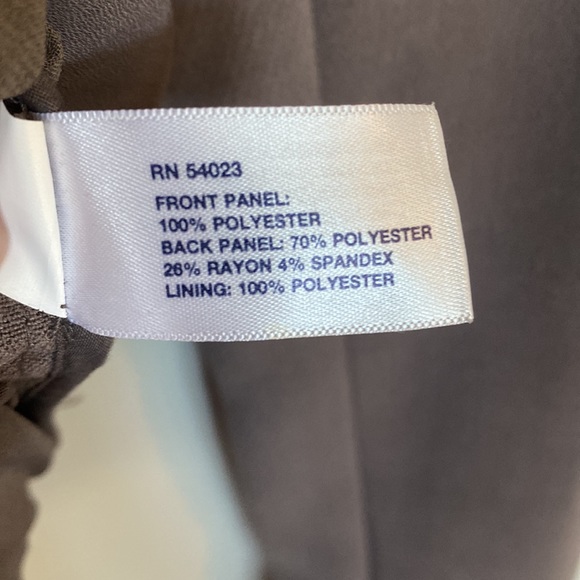 RN 54023
FRONT PANEL:
100% POLYESTER
BACK PANEL: 70% POLYESTER
26% RAYON 4% SPANDEX
LINING: 100% POLYESTER